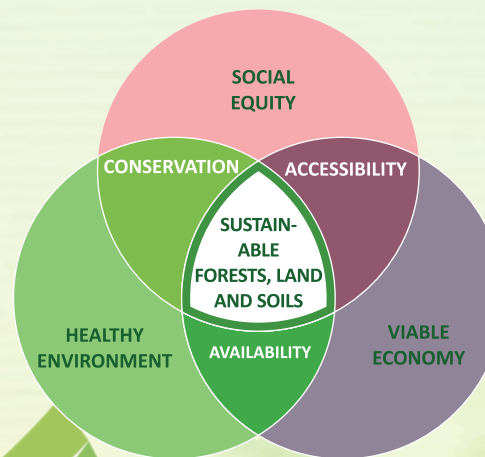 SOCIAL
EQUITY
CONSERVATION
ACCESSIBILITY
SUSTAIN-
ABLE
FORESTS, LAND
AND SOILS
HEALTHY
ENVIRONMENT
AVAILABILITY
VIABLE
ECONOMY